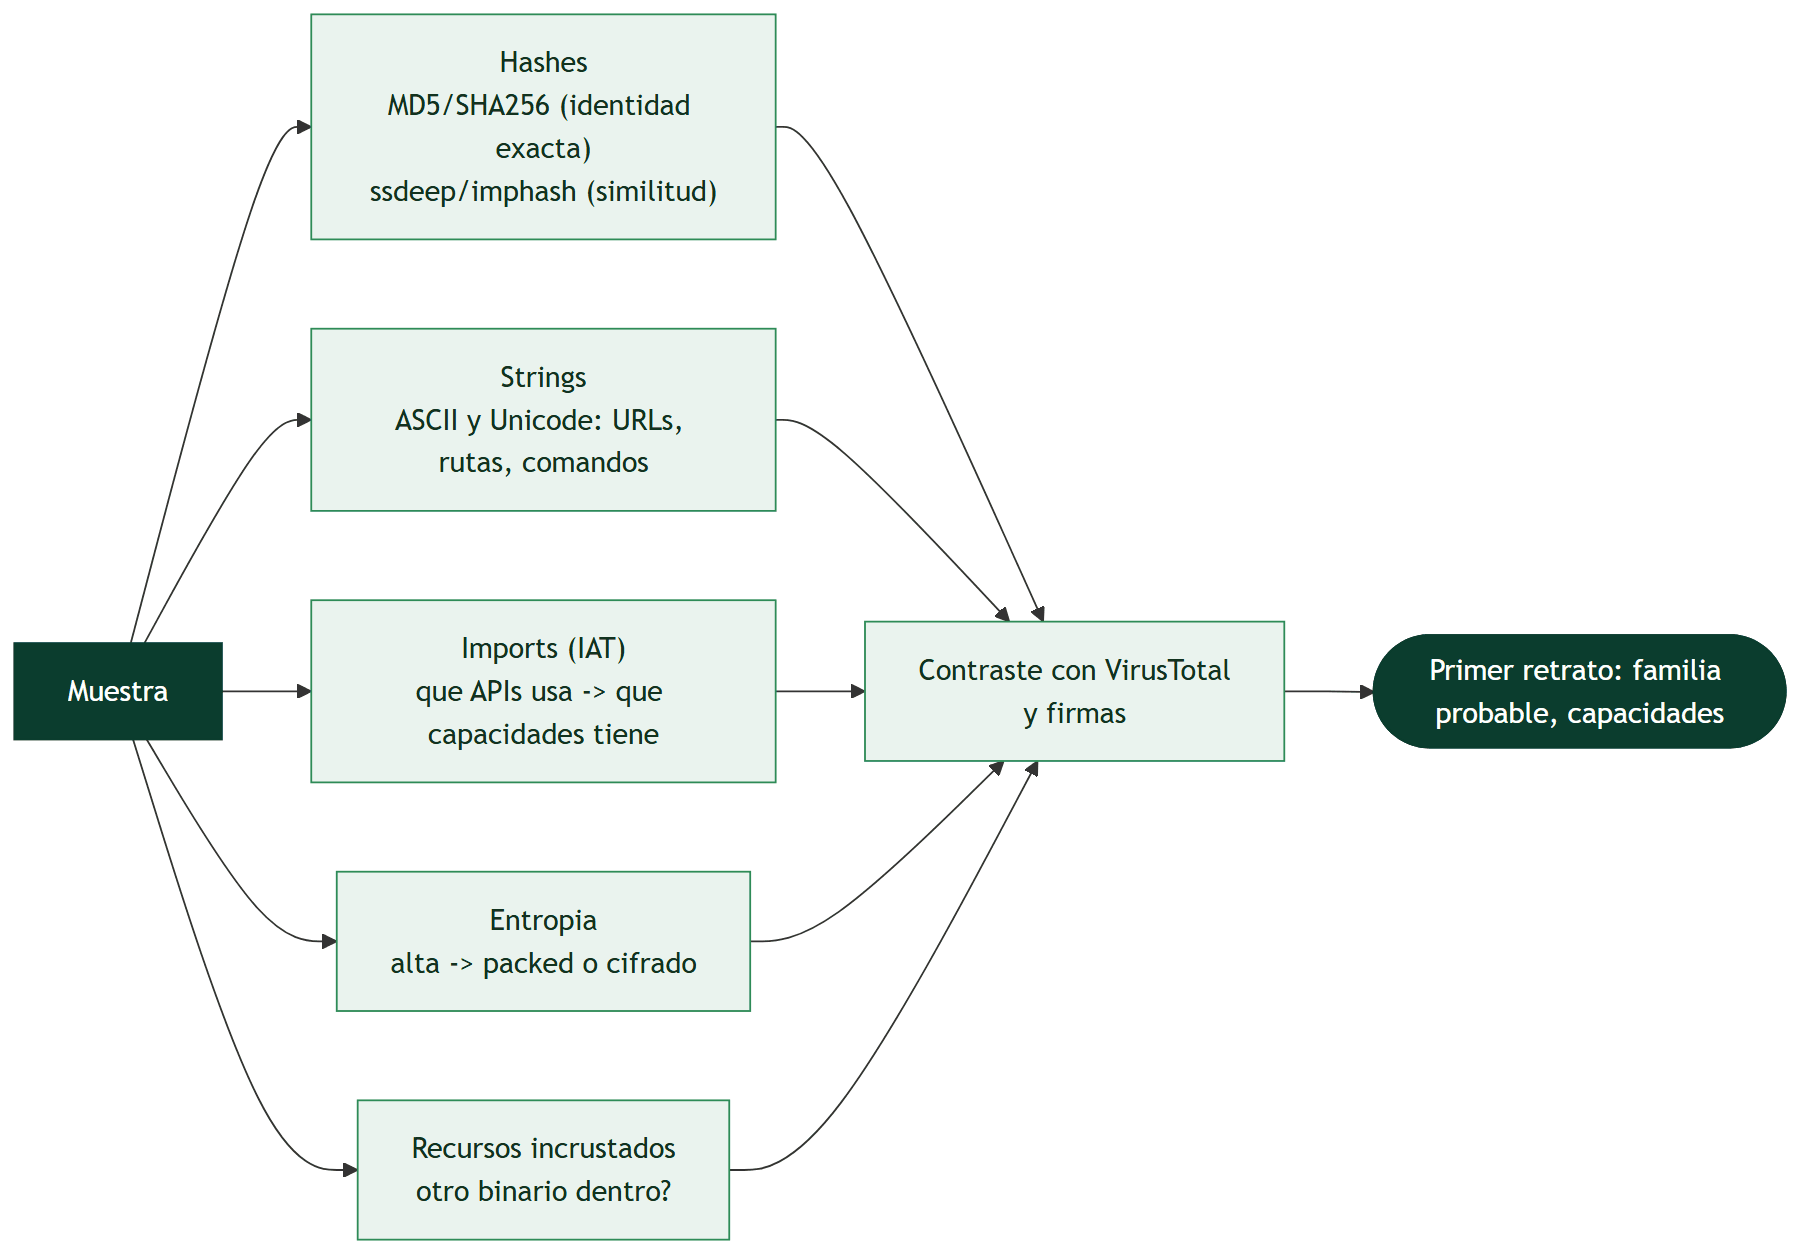 Hashes
MD5/SHA256 (identidad
exacta)
ssdeep/imphash (similitud)
Strings
ASCII y Unicode: URLs,
rutas, comandos
Muestra
Imports (IAT)
que APIs usa -> que
capacidades tiene
Contraste con VirusTotal
y firmas
Primer retrato: familia
probable, capacidades
Entropia
alta -> packed o cifrado
Recursos incrustados
otro binario dentro?